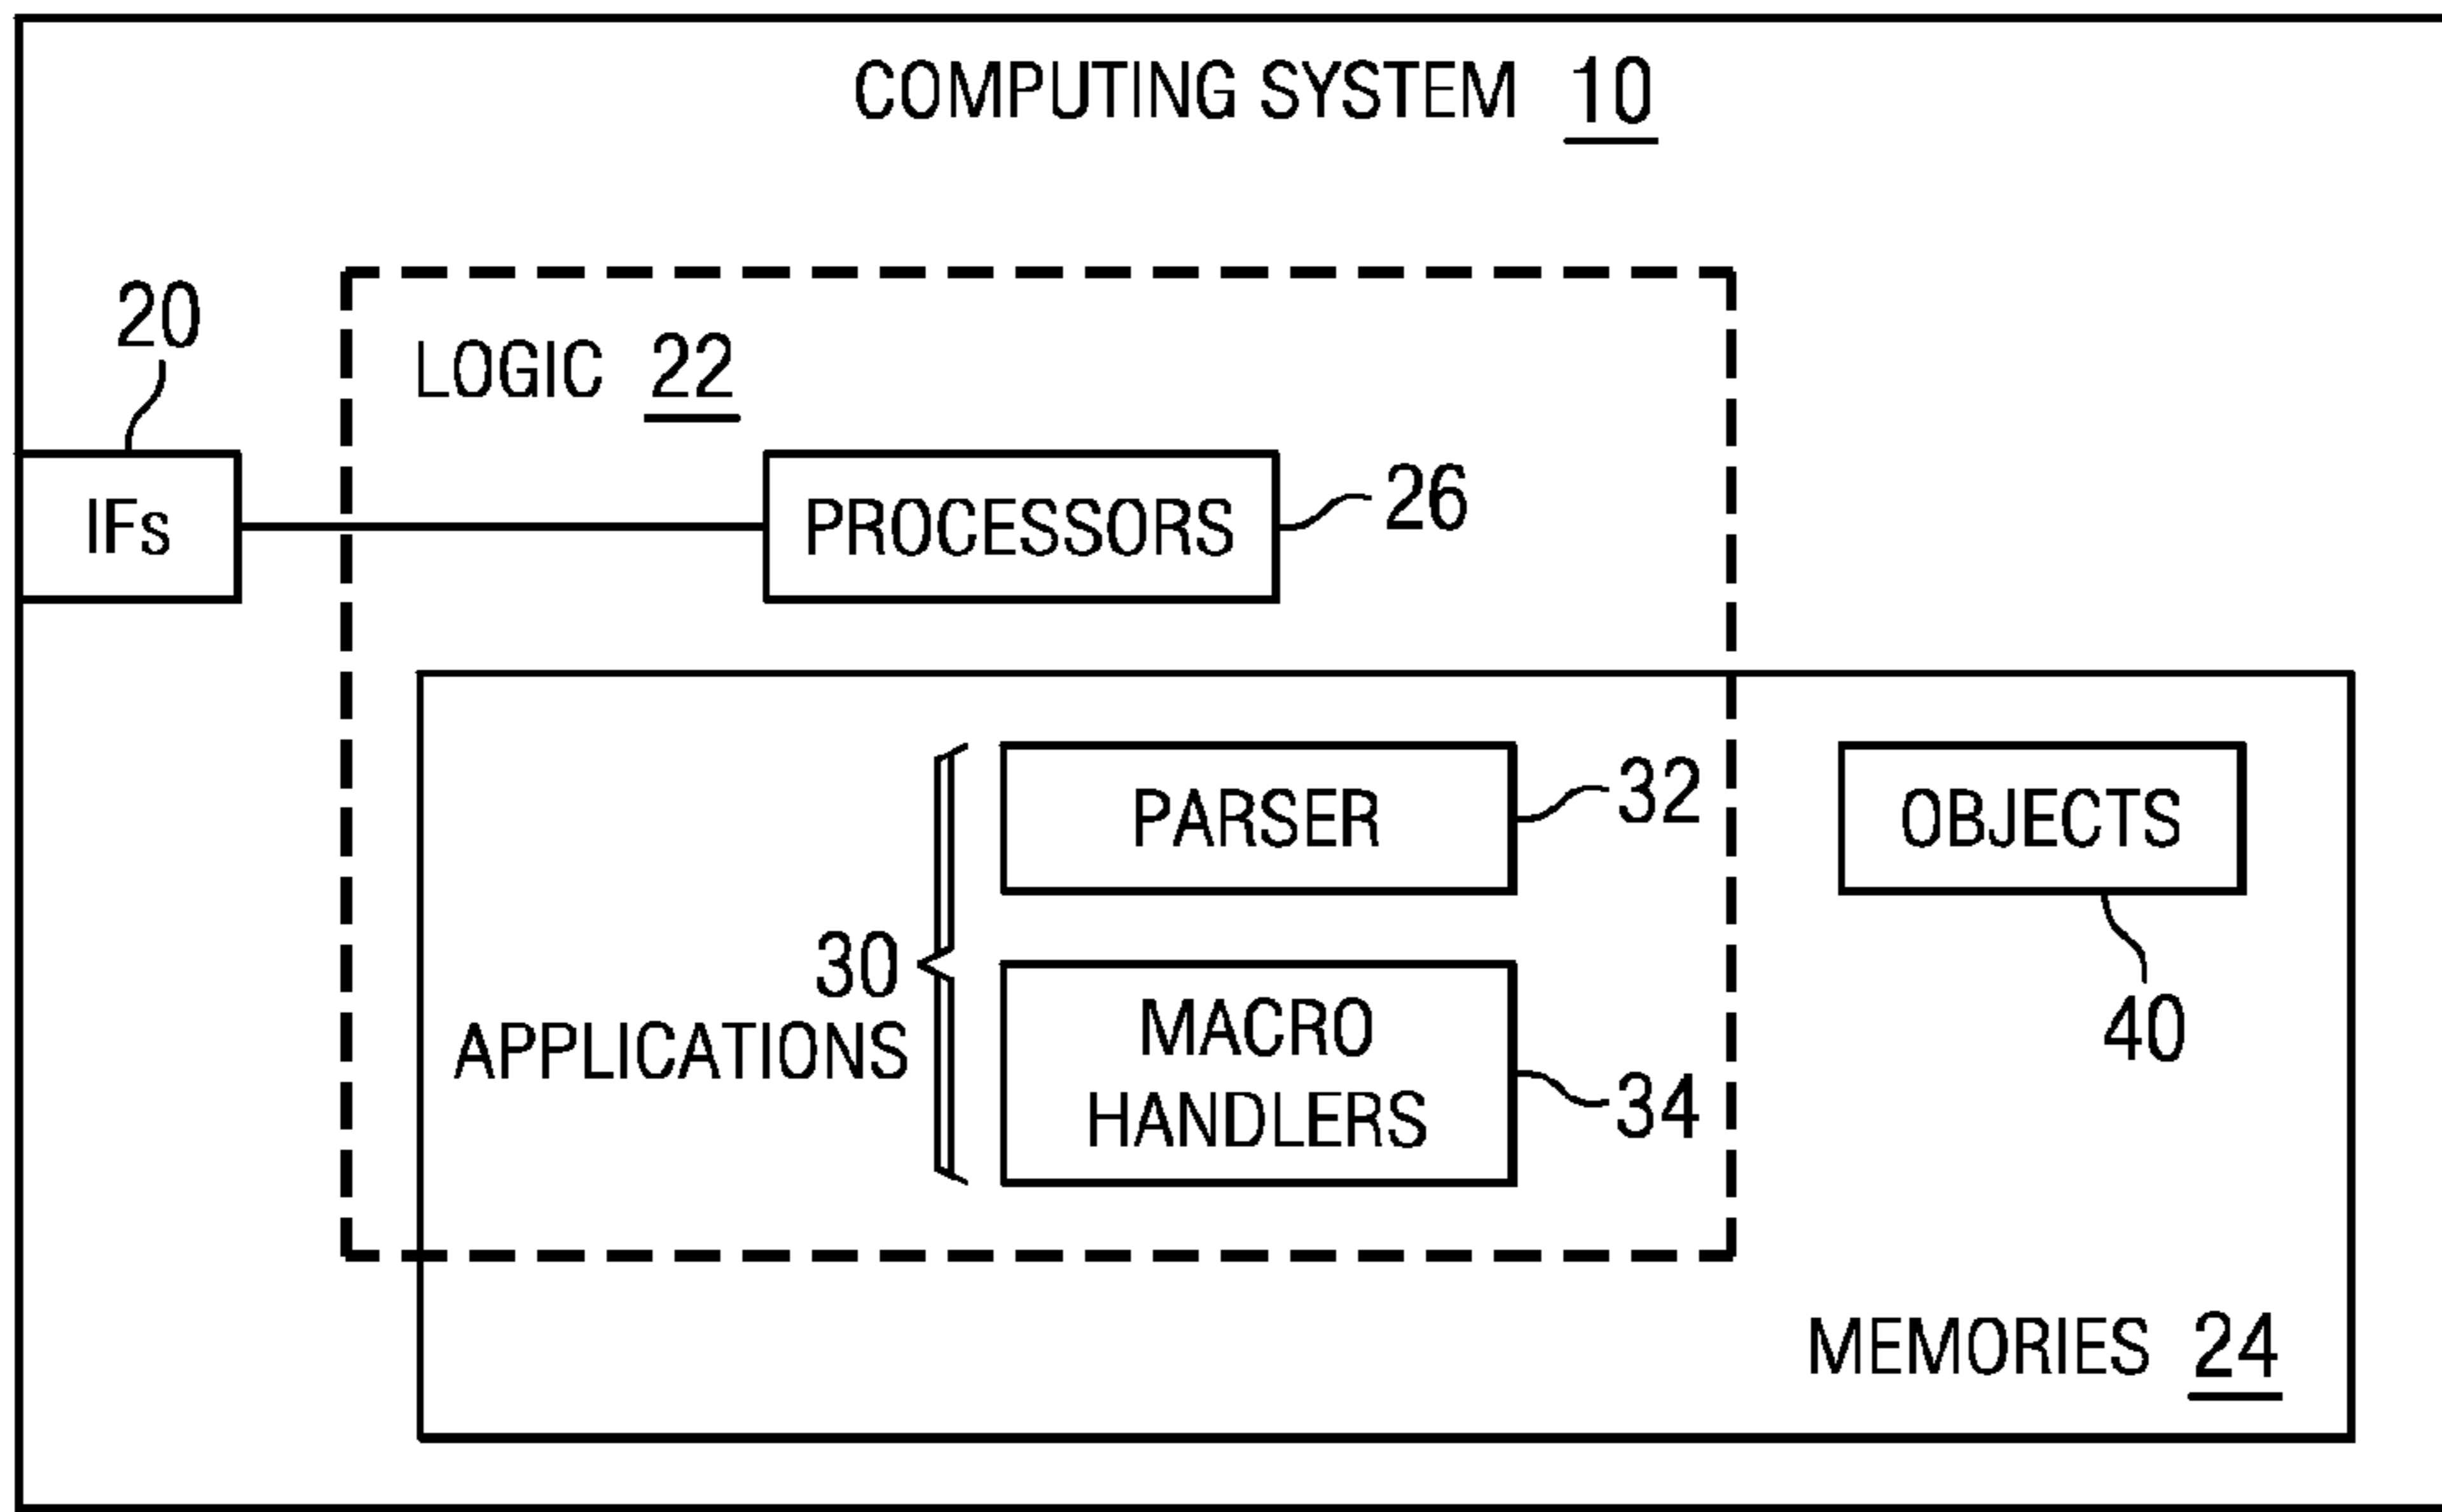 COMPUTING SYSTEM 10
20
LOGIC 22
IFs
PROCESSORS
26
PARSER
32
OBJECTS
30
APPLICATIONS
MACRO
HANDLERS
34
40
MEMORIES 24